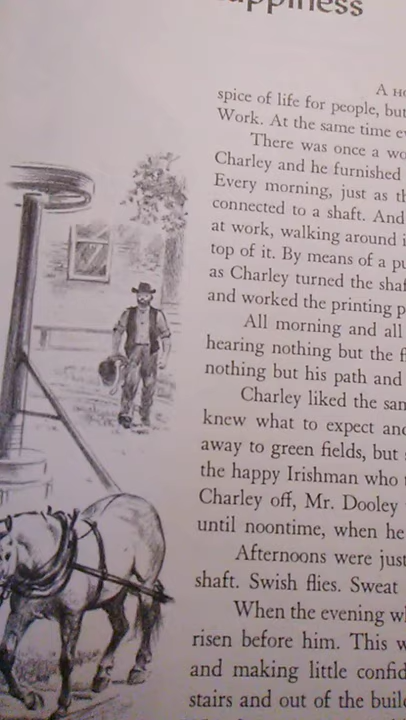 appiness
A HO
spice of life for people, but
Work. At the same time ev
There was once a wo
Charley and he furnished
Every morning, just as th
connected to a shaft. And
at work, walking around i
top of it. By means of a pu
as Charley turned the shaf
and worked the printing p
All morning and all
hearing nothing but the f
nothing but his path and
Charley liked the san
knew what to expect and
away to green fields, but
the happy Irishman who
Charley off, Mr. Dooley
until noontime, when he
Afternoons were just
shaft. Swish flies. Sweat
When the evening wh
risen before him. This w
and making little confid
stairs and out of the buil